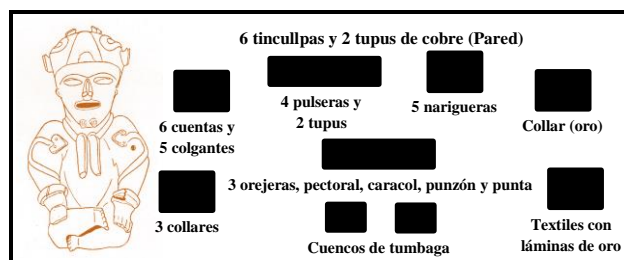 6 tincullpas y 2 tupus de cobre (Pared)
6 cuentas y
5 colgantes
4 pulseras y
2 tupus
5 narigueras
Collar (oro)
3 collares
3 orejeras, pectoral, caracol, punzón y punta
Cuencos de tumbaga
Textiles con
láminas de oro